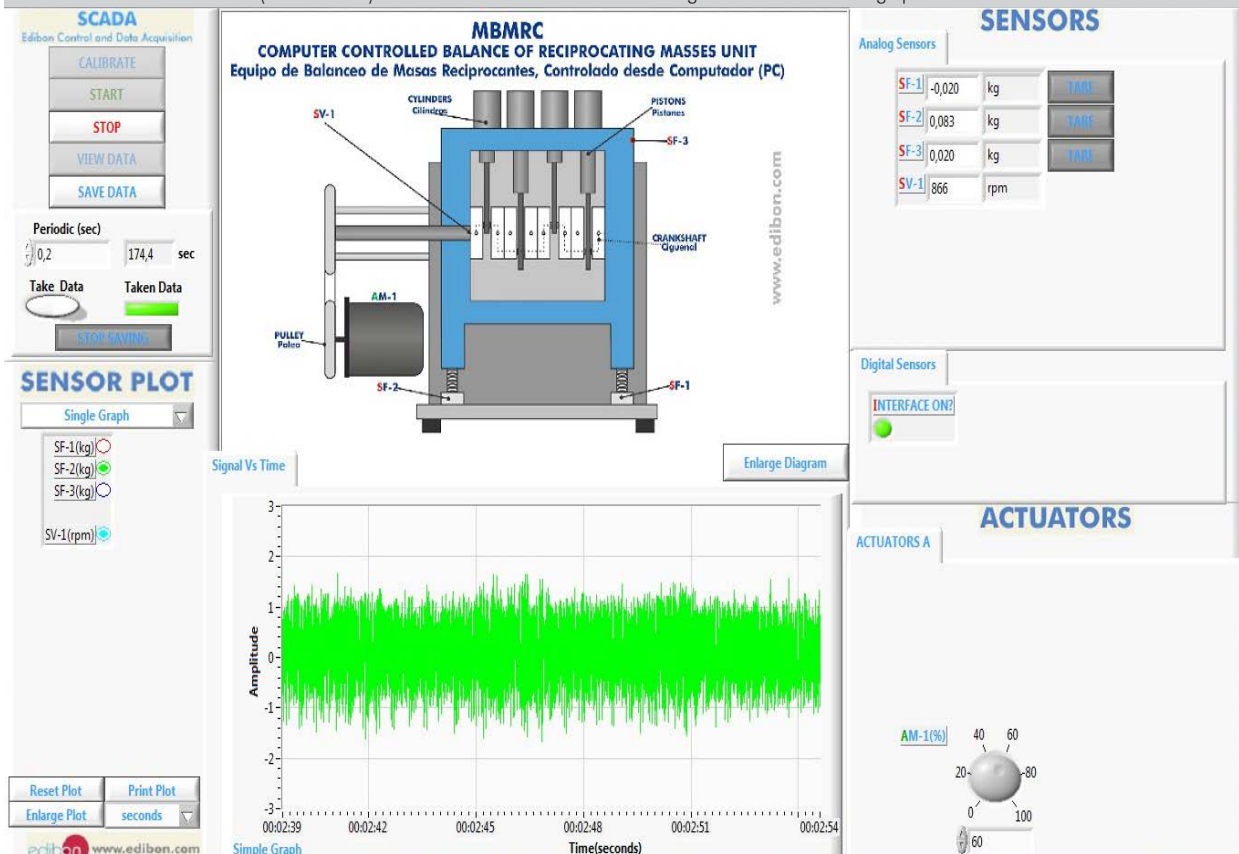 SCADA
Edibon Control and Data Acquisition
CALIBRATE
START
STOP
VIEW DATA
SAVE DATA
Periodic (sec)
0,2
174,4 sec
Take Data
Taken Data
STOP SAVING
SENSOR PLOT
Single Graph
SF-1(kg)
SF-2(kg)
SF-3(kg)
SV-1(rpm)
Reset Plot
Print Plot
Enlarge Plot
seconds
edibon www.edibon.com
MBMRC
COMPUTER CONTROLLED BALANCE OF RECIPROCATING MASSES UNIT
Equipo de Balanceo de Masas Reciprocantes, Controlado desde Computador (PC)
SV-1
CYLINDERS
Cilindros
PISTONS
Pistones
SF-3
CRANKSHAFT
Ciguenal
AM-1
PULLEY
Polea
SF-2
SF-1
www.edibon.com
Enlarge Diagram
Signal Vs Time
Amplitude
3
2
1
0
-1
-2
-3
00:02:39 00:02:42 00:02:45 00:02:48 00:02:51 00:02:54
Time(seconds)
Simple Graph
SENSORS
Analog Sensors
SF-1 -0,020 kg TARE
SF-2 0,083 kg TARE
SF-3 0,020 kg TARE
SV-1 866 rpm
Digital Sensors
INTERFACE ON?
ACTUATORS
ACTUATORS A
AM-1(%)
40 60
20 80
0 100
60